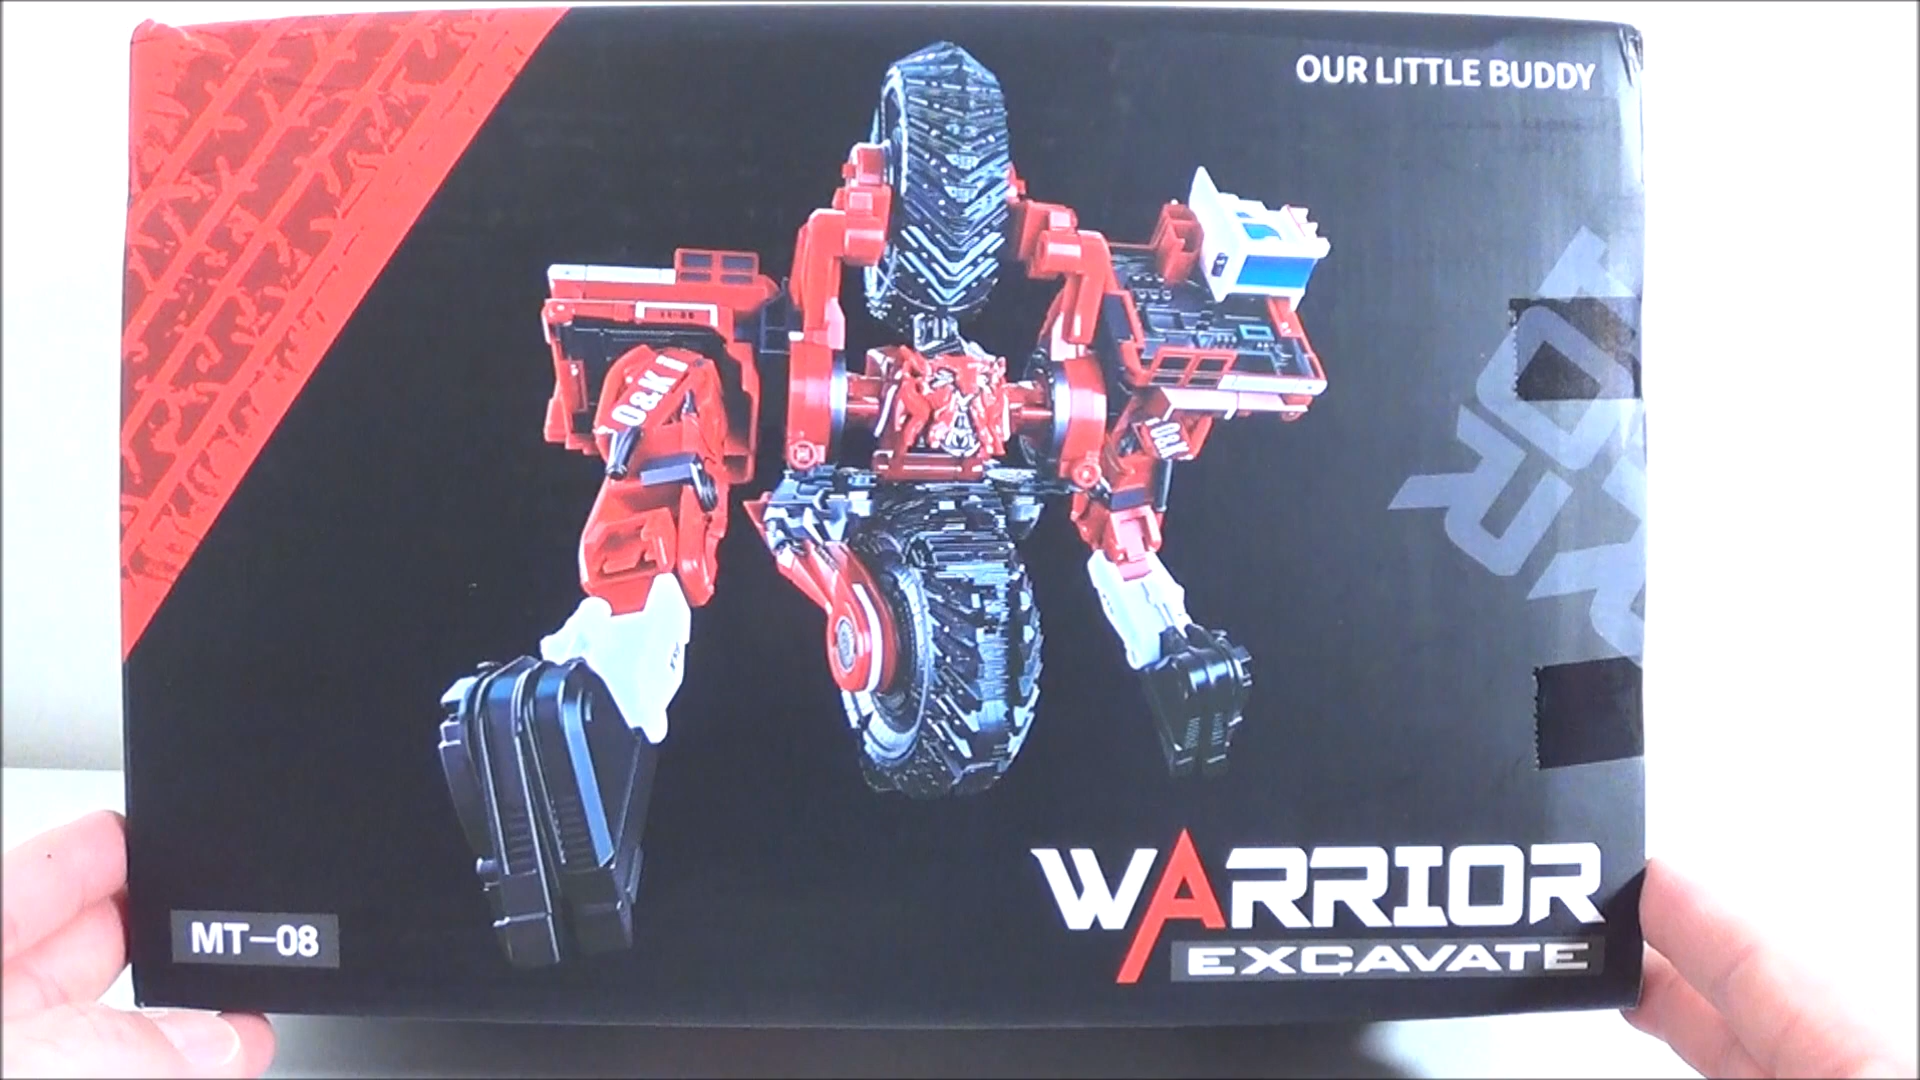 OUR LITTLE BUDDY
O&K
WARRIOR
EXCAVATE
MT-08